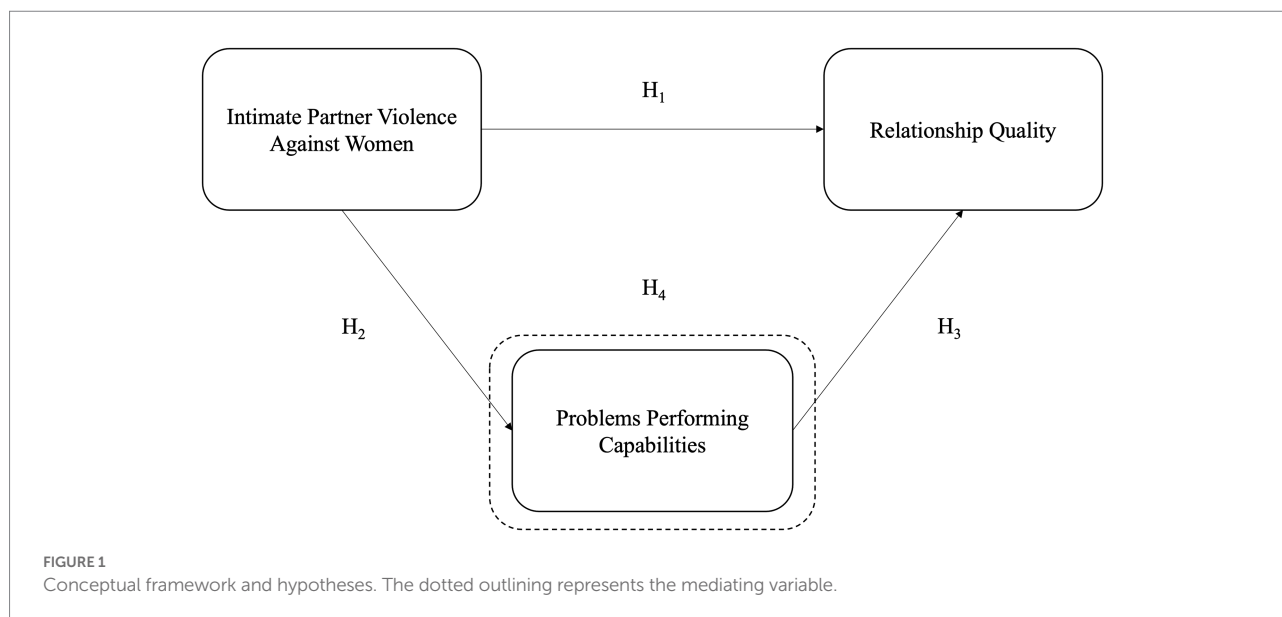 Intimate Partner Violence
Against Women
H₁
Relationship Quality
H₂
H₄
H₃
Problems Performing
Capabilities
FIGURE 1
Conceptual framework and hypotheses. The dotted outlining represents the mediating variable.